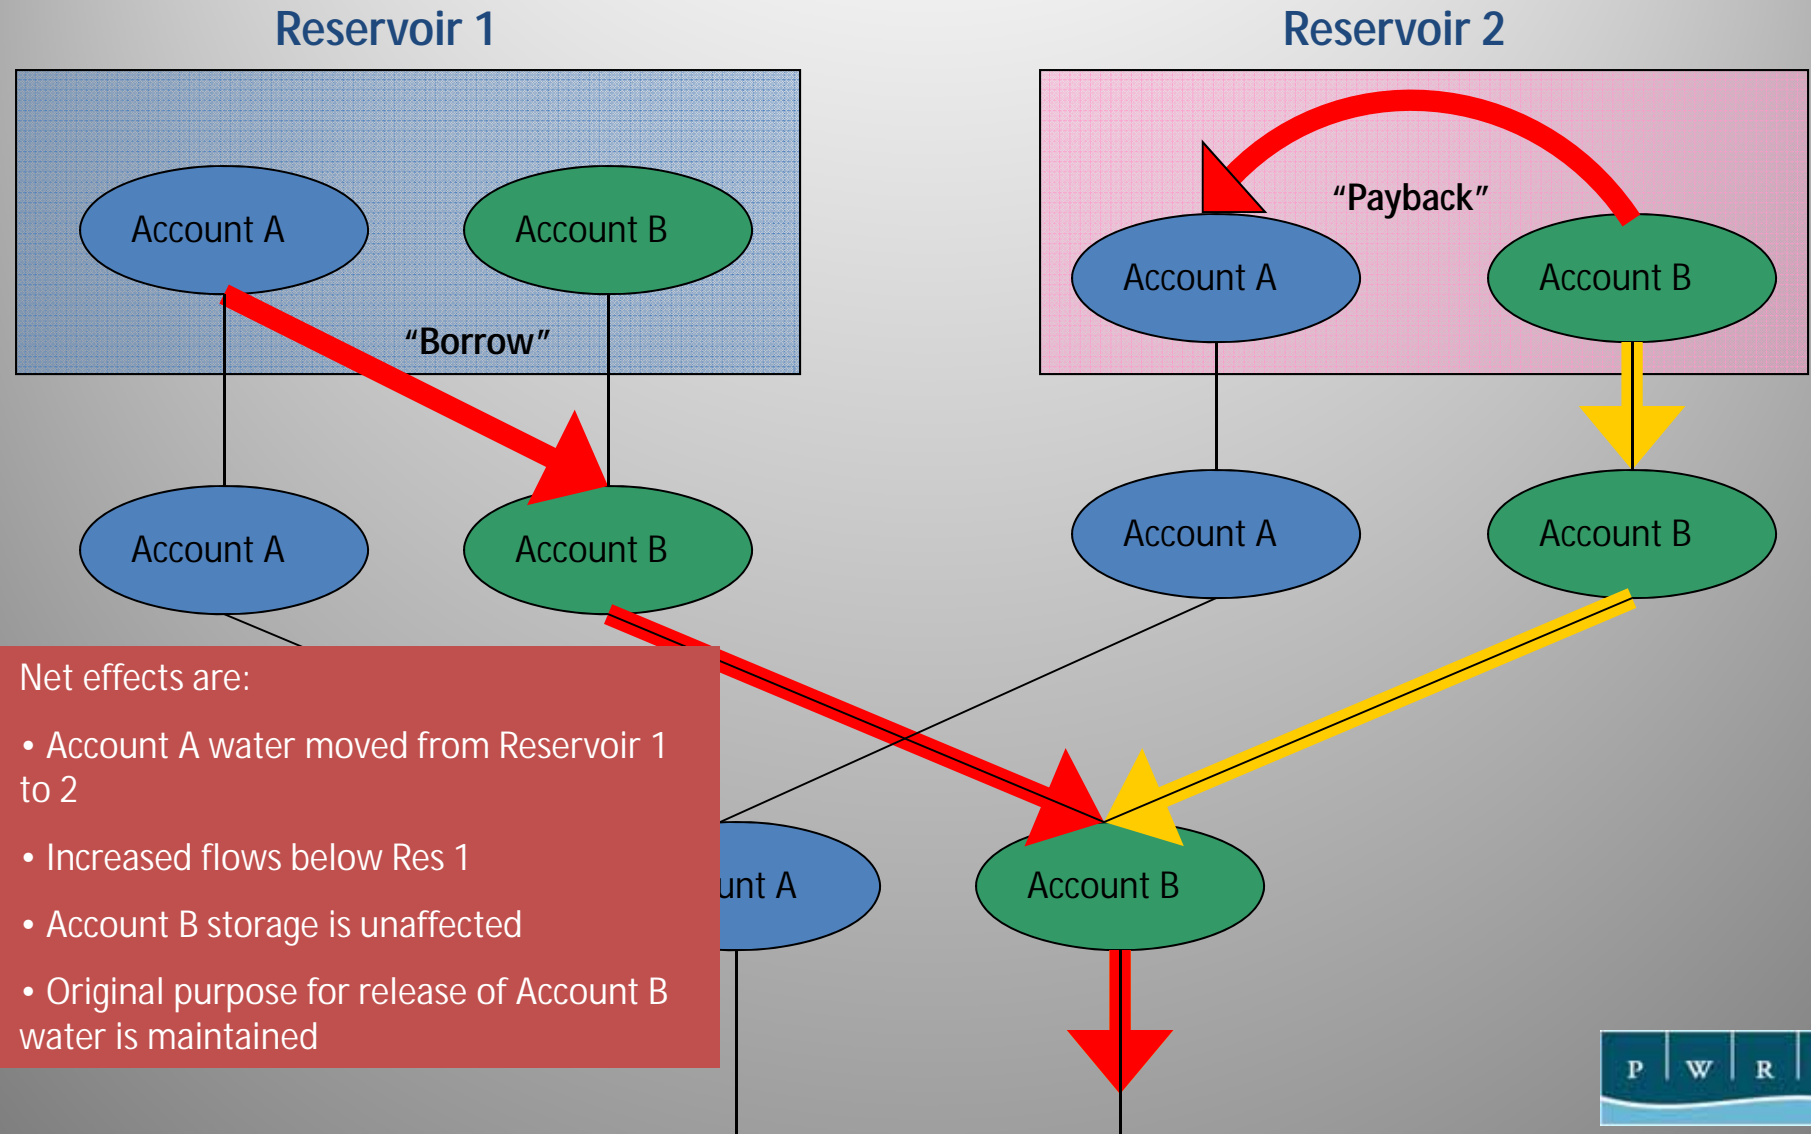 Reservoir 1
Reservoir 2
Account A
Account B
“Payback”
Account A
Account B
“Borrow”
Account A
Account B
Account A
Account B
Net effects are:
• Account A water moved from Reservoir 1
to 2
• Increased flows below Res 1
• Account B storage is unaffected
• Original purpose for release of Account B
water is maintained
unt A
Account B
P W R